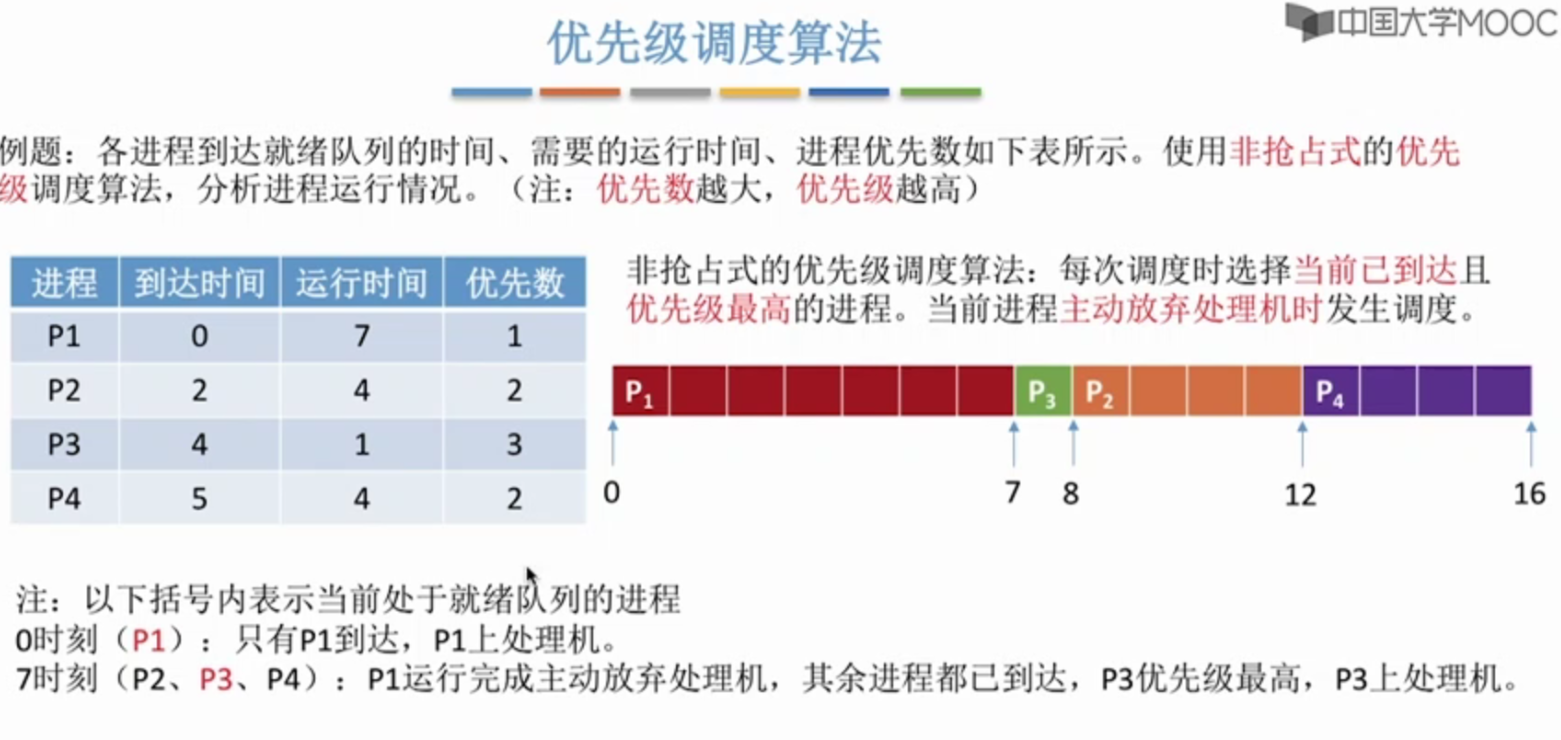 中国大学MOOC
优先级调度算法
例题：各进程到达就绪队列的时间、需要的运行时间、进程优先数如下表所示。使用非抢占式的优先
级调度算法，分析进程运行情况。（注：优先数越大，优先级越高）
进程 到达时间 运行时间 优先数
P1 0 7 1
P2 2 4 2
P3 4 1 3
P4 5 4 2
非抢占式的优先级调度算法：每次调度时选择当前已到达且
优先级最高的进程。当前进程主动放弃处理机时发生调度。
P1 P3 P2 P4
0 7 8 12 16
注：以下括号内表示当前处于就绪队列的进程
0时刻（P1）：只有P1到达，P1上处理机。
7时刻（P2、P3、P4）：P1运行完成主动放弃处理机，其余进程都已到达，P3优先级最高，P3上处理机。